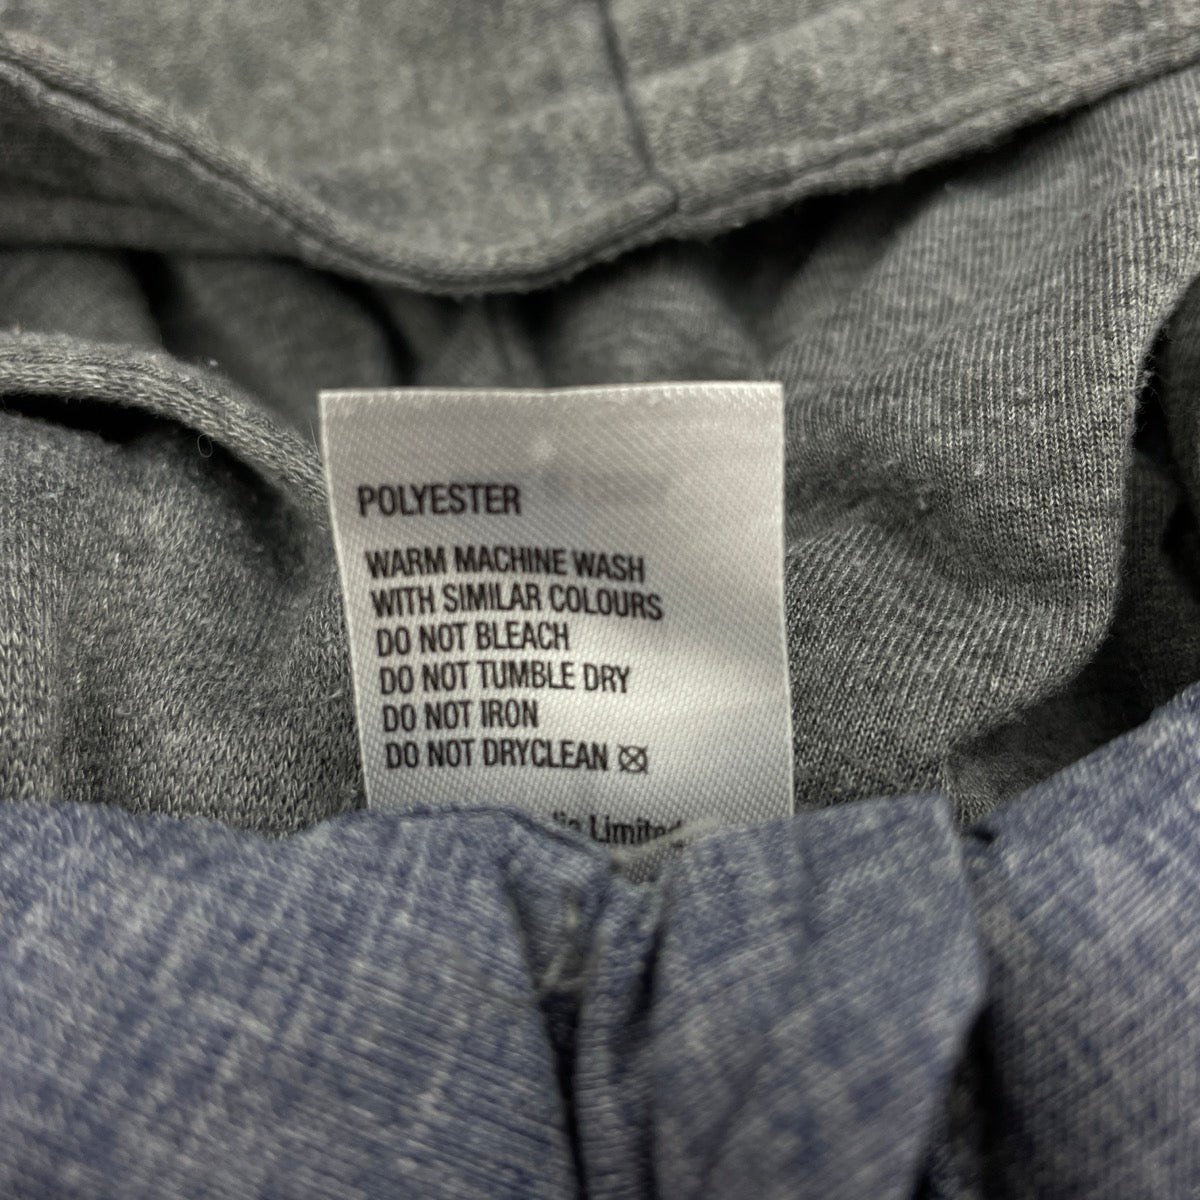 POLYESTER
WARM MACHINE WASH
WITH SIMILAR COLOURS
DO NOT BLEACH
DO NOT TUMBLE DRY
DO NOT IRON
DO NOT DRYCLEAN
Limited